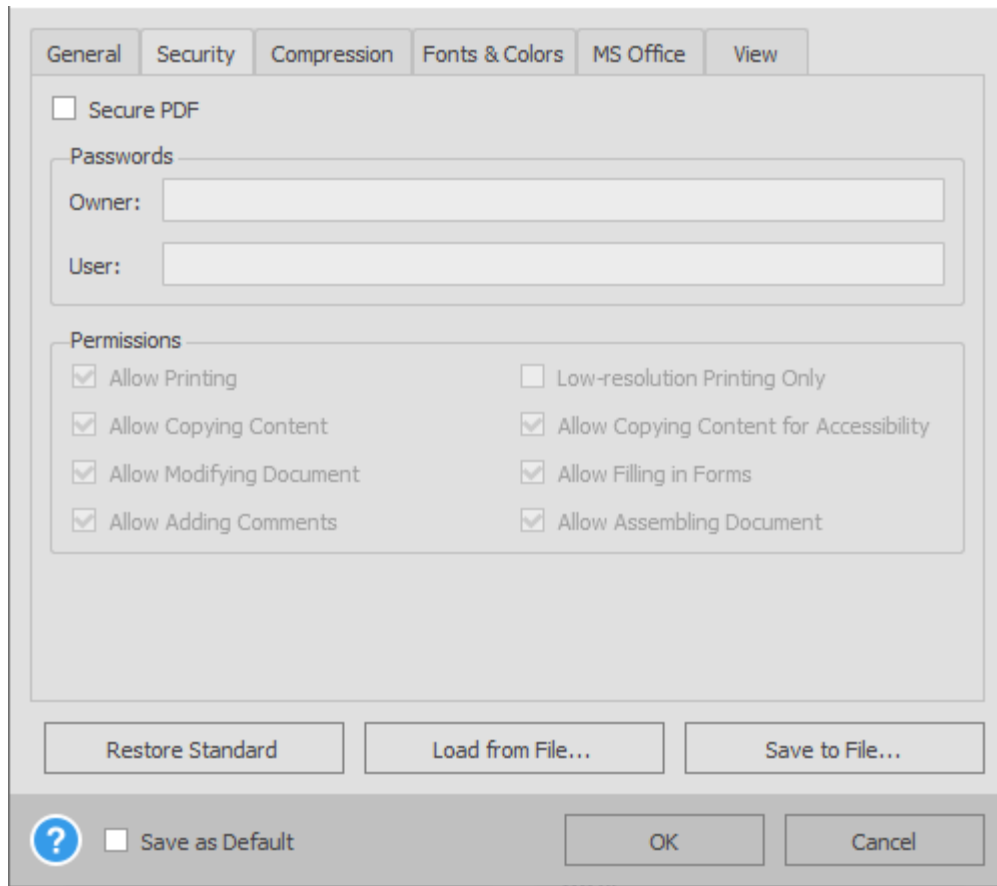 General Security Compression Fonts & Colors MS Office View
Secure PDF
Passwords
Owner:
User:
Permissions
Allow Printing Low-resolution Printing Only
Allow Copying Content Allow Copying Content for Accessibility
Allow Modifying Document Allow Filling in Forms
Allow Adding Comments Allow Assembling Document
Restore Standard Load from File... Save to File...
? Save as Default OK Cancel